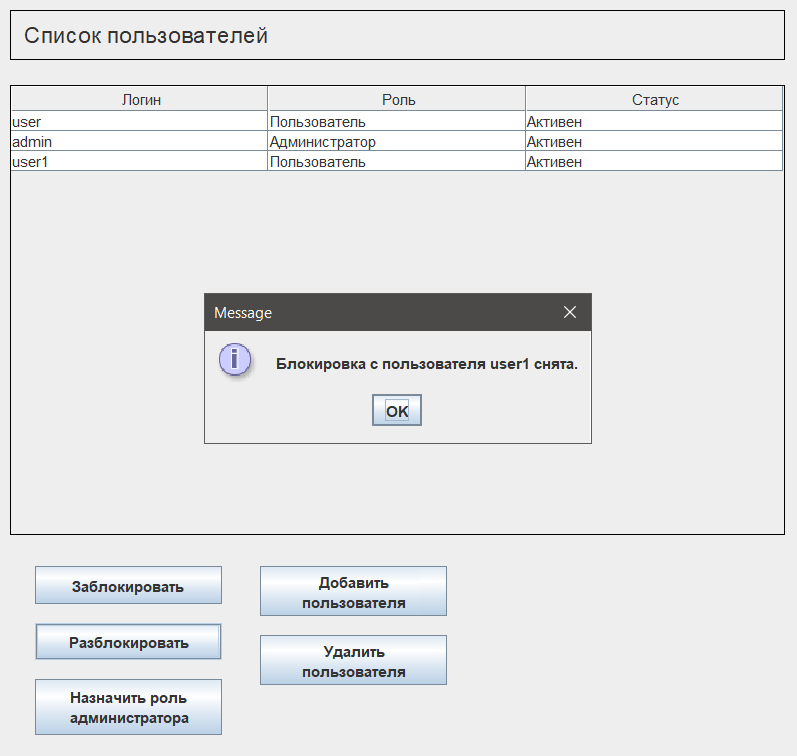 Список пользователей
Логин Роль Статус
user Пользователь Активен
admin Администратор Активен
user1 Пользователь Активен
Message
i
Блокировка с пользователя user1 снята.
OK
Заблокировать
Разблокировать
Назначить роль
администратора
Добавить
пользователя
Удалить
пользователя